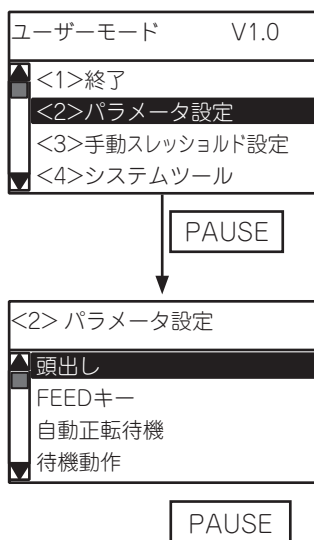 ユーザーモード V1.0
<1>終了
<2>パラメータ設定
<3>手動スレッショルド設定
<4>システムツール
PAUSE
<2> パラメータ設定
頭出し
FEEDキー
自動正転待機
待機動作
PAUSE